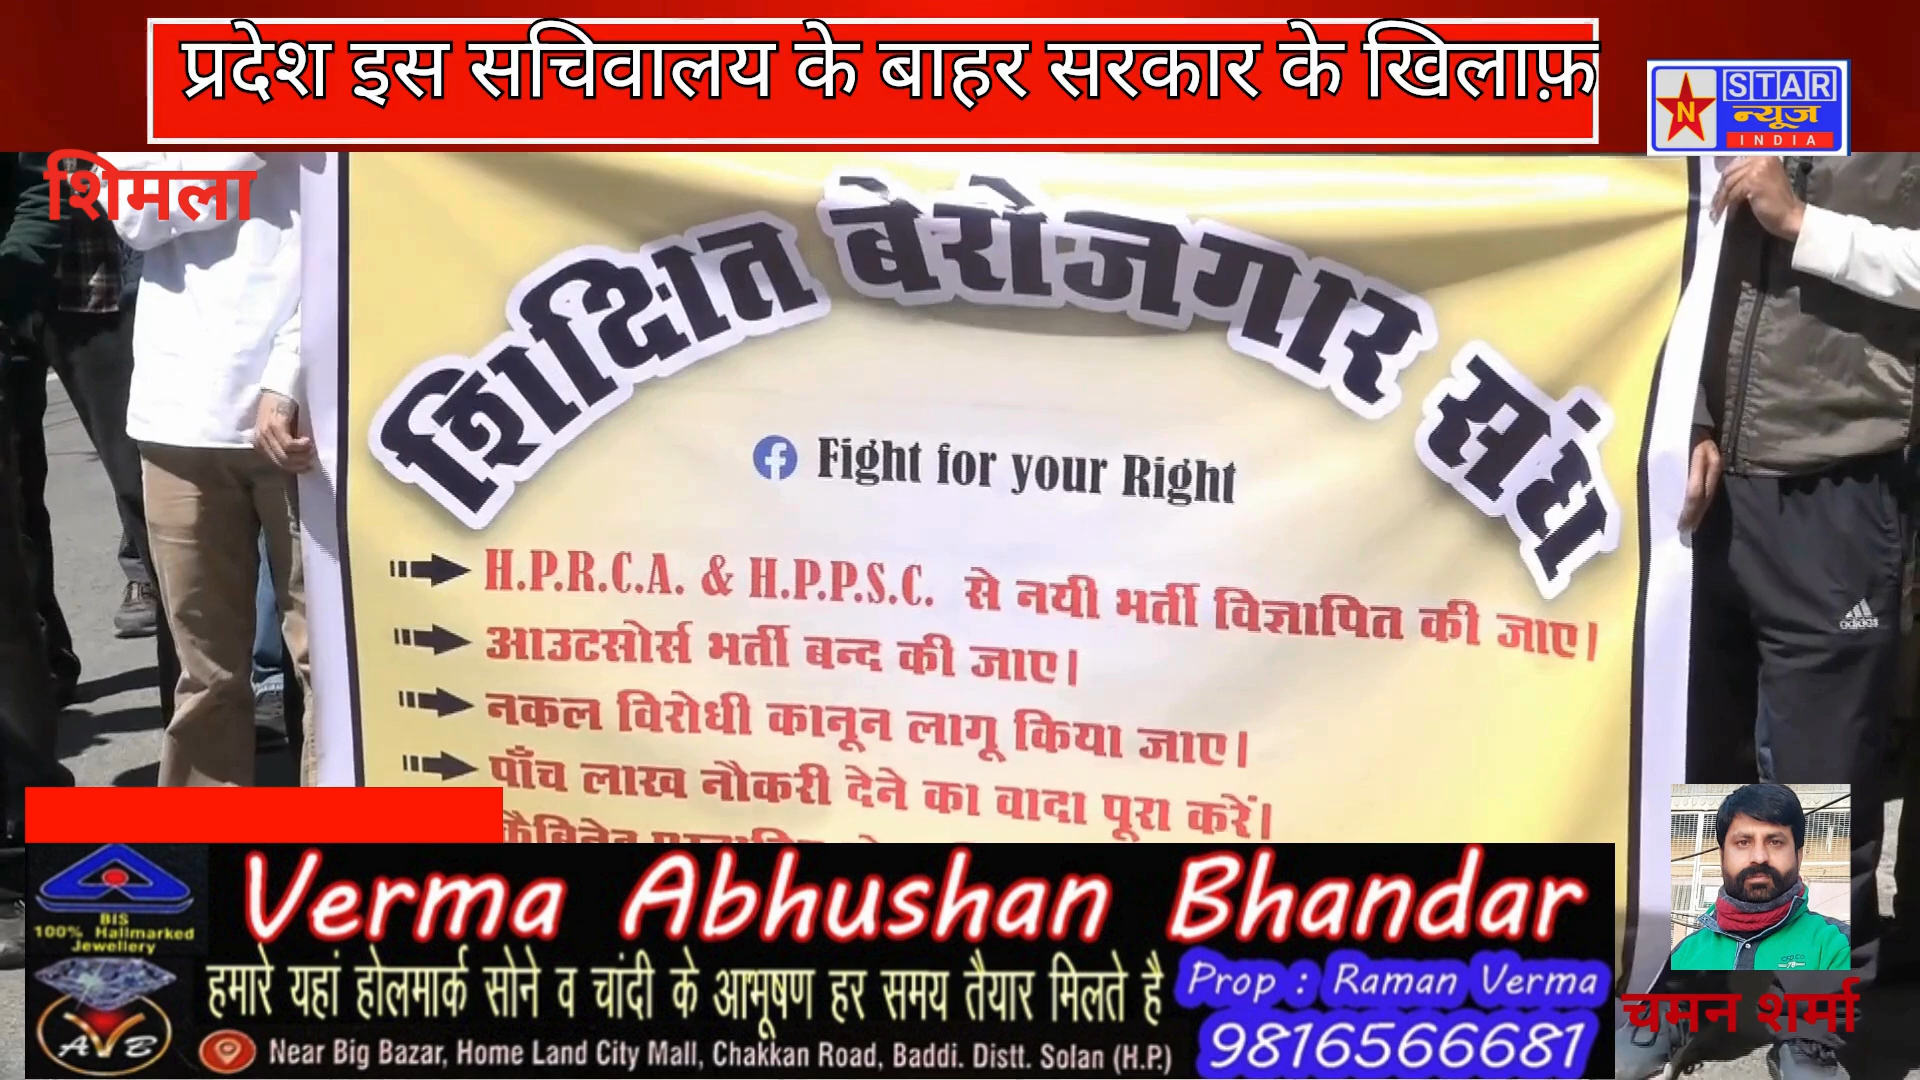 प्रदेश इस सचिवालय के बाहर सरकार के खिलाफ़
N STAR
न्यूज
INDIA
शिमला
शिक्षित बेरोजगार संघ
Fight for your Right
H.P.R.C.A. & H.P.P.S.C. से नयी भर्ती विज्ञापित की जाए।
आउटसोर्स भर्ती बन्द की जाए।
नकल विरोधी कानून लागू किया जाए।
पाँच लाख नौकरी देने का वादा पूरा करें।
adidas
Verma Abhushan Bhandar
BIS
100% Hallmarked
Jewellery
हमारे यहां होलमार्क सोने व चांदी के आभूषण हर समय तैयार मिलते है
Prop : Raman Verma
AVB
Near Big Bazar, Home Land City Mall, Chakkan Road, Baddi. Distt. Solan (H.P.)
9816566681
चमन शर्मा